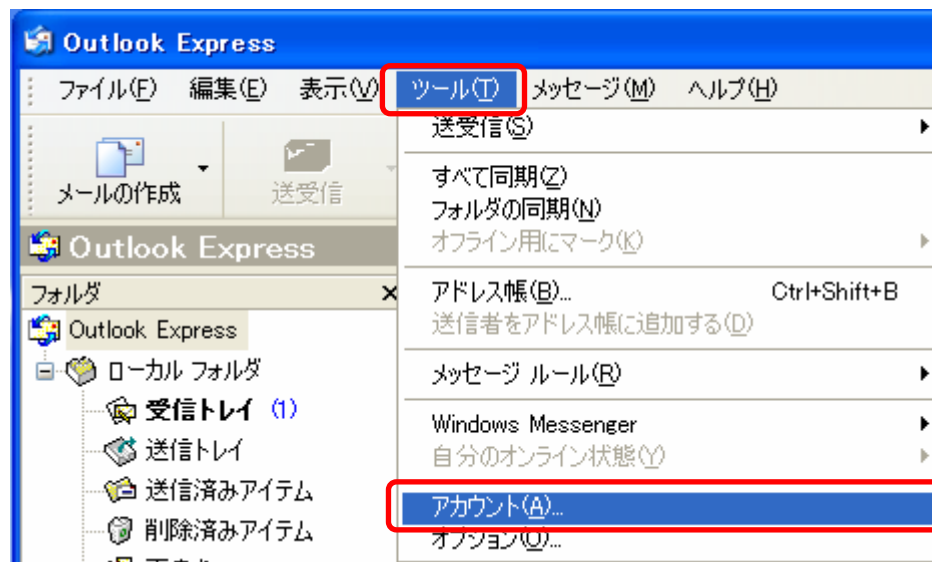 Outlook Express
ファイル(F) 編集(E) 表示(V) ツール(T) メッセージ(M) ヘルプ(H)
メールの作成
送受信
Outlook Express
フォルダ
Outlook Express
ローカル フォルダ
受信トレイ (1)
送信トレイ
送信済みアイテム
削除済みアイテム
送受信(S)
すべて同期(Z)
フォルダの同期(N)
オフライン用にマーク(K)
アドレス帳(B)... Ctrl+Shift+B
送信者をアドレス帳に追加する(D)
メッセージ ルール(R)
Windows Messenger
自分のオンライン状態(Y)
アカウント(A)...
オプション(O)...